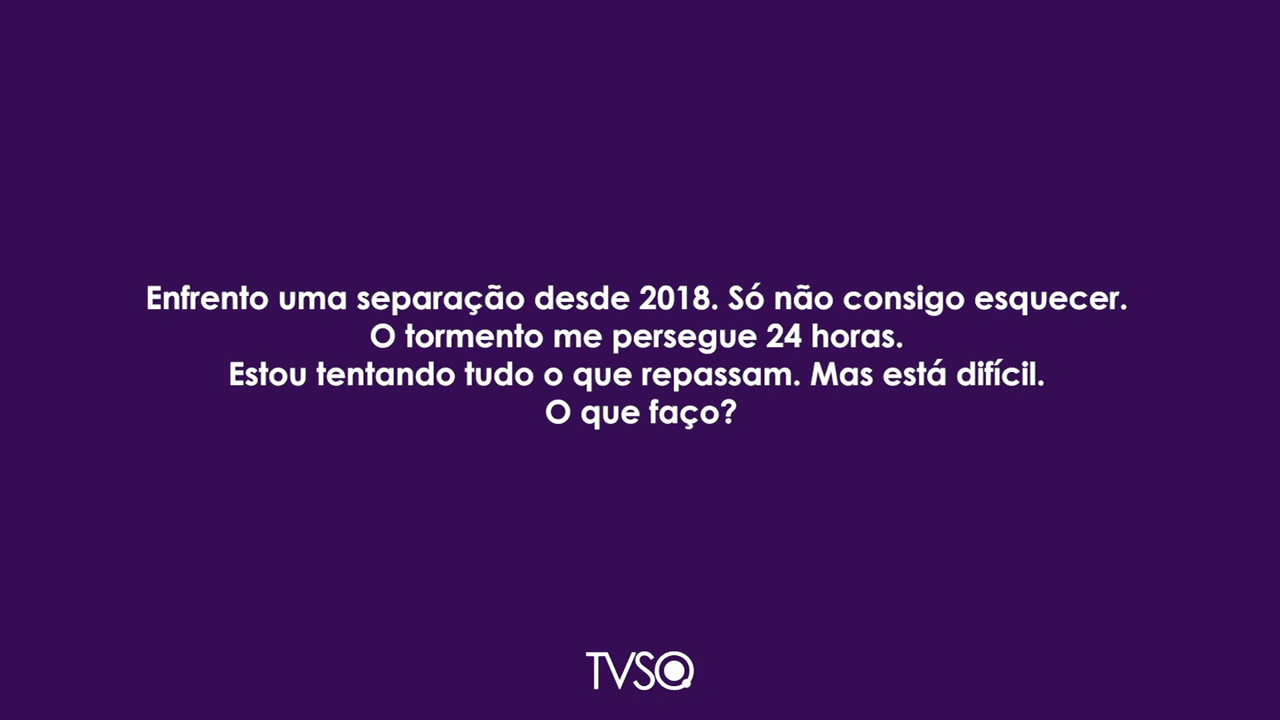 Enfrento uma separação desde 2018. Só não consigo esquecer.
O tormento me persegue 24 horas.
Estou tentando tudo o que repassam. Mas está difícil.
O que faço?
TVSQ